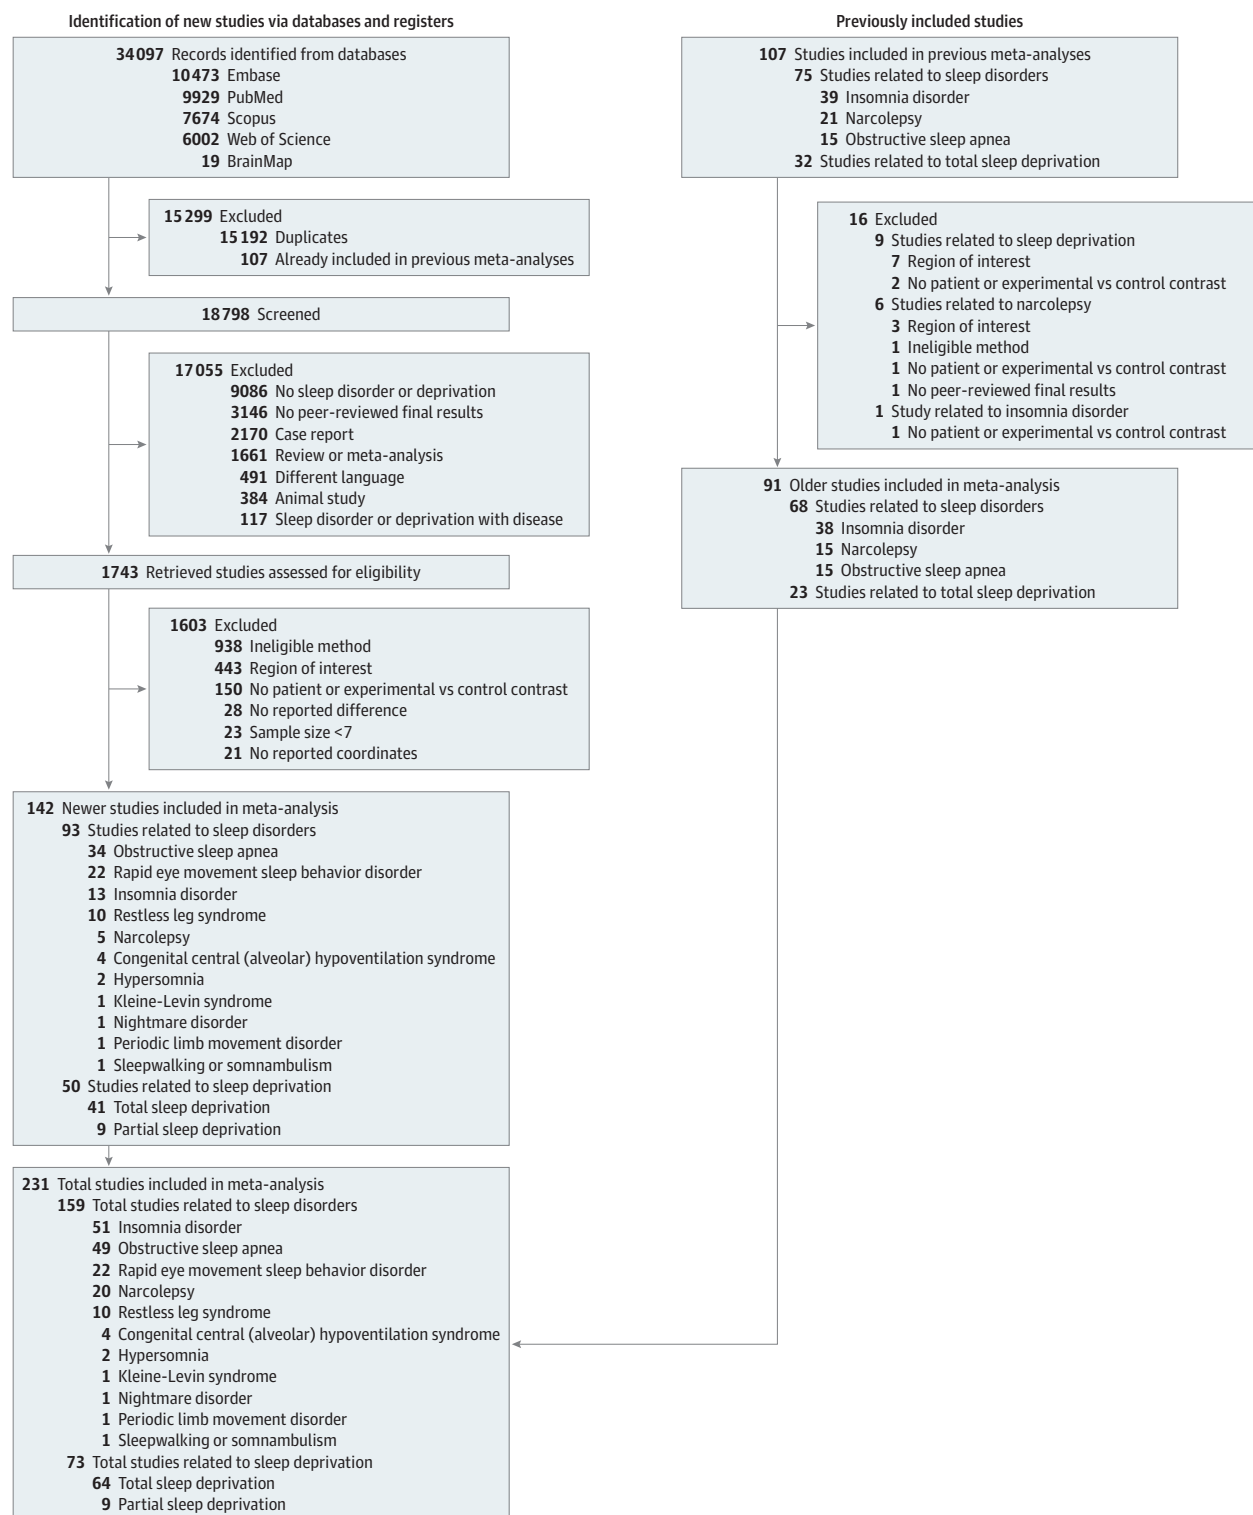 Identification of new studies via databases and registers
34097 Records identified from databases
10473 Embase
9929 PubMed
7674 Scopus
6002 Web of Science
19 BrainMap
15299 Excluded
15192 Duplicates
107 Already included in previous meta-analyses
18798 Screened
17055 Excluded
9086 No sleep disorder or deprivation
3146 No peer-reviewed final results
2170 Case report
1661 Review or meta-analysis
491 Different language
384 Animal study
117 Sleep disorder or deprivation with disease
1743 Retrieved studies assessed for eligibility
1603 Excluded
938 Ineligible method
443 Region of interest
150 No patient or experimental vs control contrast
28 No reported difference
23 Sample size <7
21 No reported coordinates
142 Newer studies included in meta-analysis
93 Studies related to sleep disorders
34 Obstructive sleep apnea
22 Rapid eye movement sleep behavior disorder
13 Insomnia disorder
10 Restless leg syndrome
5 Narcolepsy
4 Congenital central (alveolar) hypoventilation syndrome
2 Hypersomnia
1 Kleine-Levin syndrome
1 Nightmare disorder
1 Periodic limb movement disorder
1 Sleepwalking or somnambulism
50 Studies related to sleep deprivation
41 Total sleep deprivation
9 Partial sleep deprivation
231 Total studies included in meta-analysis
159 Total studies related to sleep disorders
51 Insomnia disorder
49 Obstructive sleep apnea
22 Rapid eye movement sleep behavior disorder
20 Narcolepsy
10 Restless leg syndrome
4 Congenital central (alveolar) hypoventilation syndrome
2 Hypersomnia
1 Kleine-Levin syndrome
1 Nightmare disorder
1 Periodic limb movement disorder
1 Sleepwalking or somnambulism
73 Total studies related to sleep deprivation
64 Total sleep deprivation
9 Partial sleep deprivation
Previously included studies
107 Studies included in previous meta-analyses
75 Studies related to sleep disorders
39 Insomnia disorder
21 Narcolepsy
15 Obstructive sleep apnea
32 Studies related to total sleep deprivation
16 Excluded
9 Studies related to sleep deprivation
7 Region of interest
2 No patient or experimental vs control contrast
6 Studies related to narcolepsy
3 Region of interest
1 Ineligible method
1 No patient or experimental vs control contrast
1 No peer-reviewed final results
1 Study related to insomnia disorder
1 No patient or experimental vs control contrast
91 Older studies included in meta-analysis
68 Studies related to sleep disorders
38 Insomnia disorder
15 Narcolepsy
15 Obstructive sleep apnea
23 Studies related to total sleep deprivation